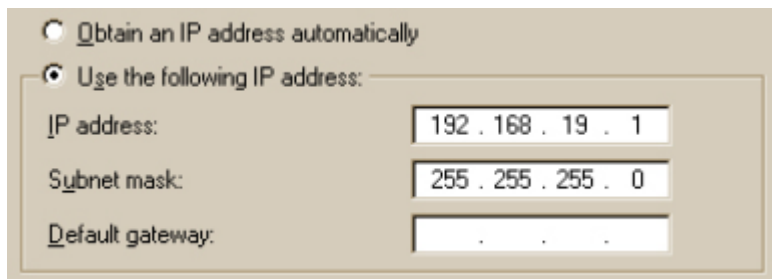 Obtain an IP address automatically
Use the following IP address:
IP address: 192 . 168 . 19 . 1
Subnet mask: 255 . 255 . 255 . 0
Default gateway: . . .